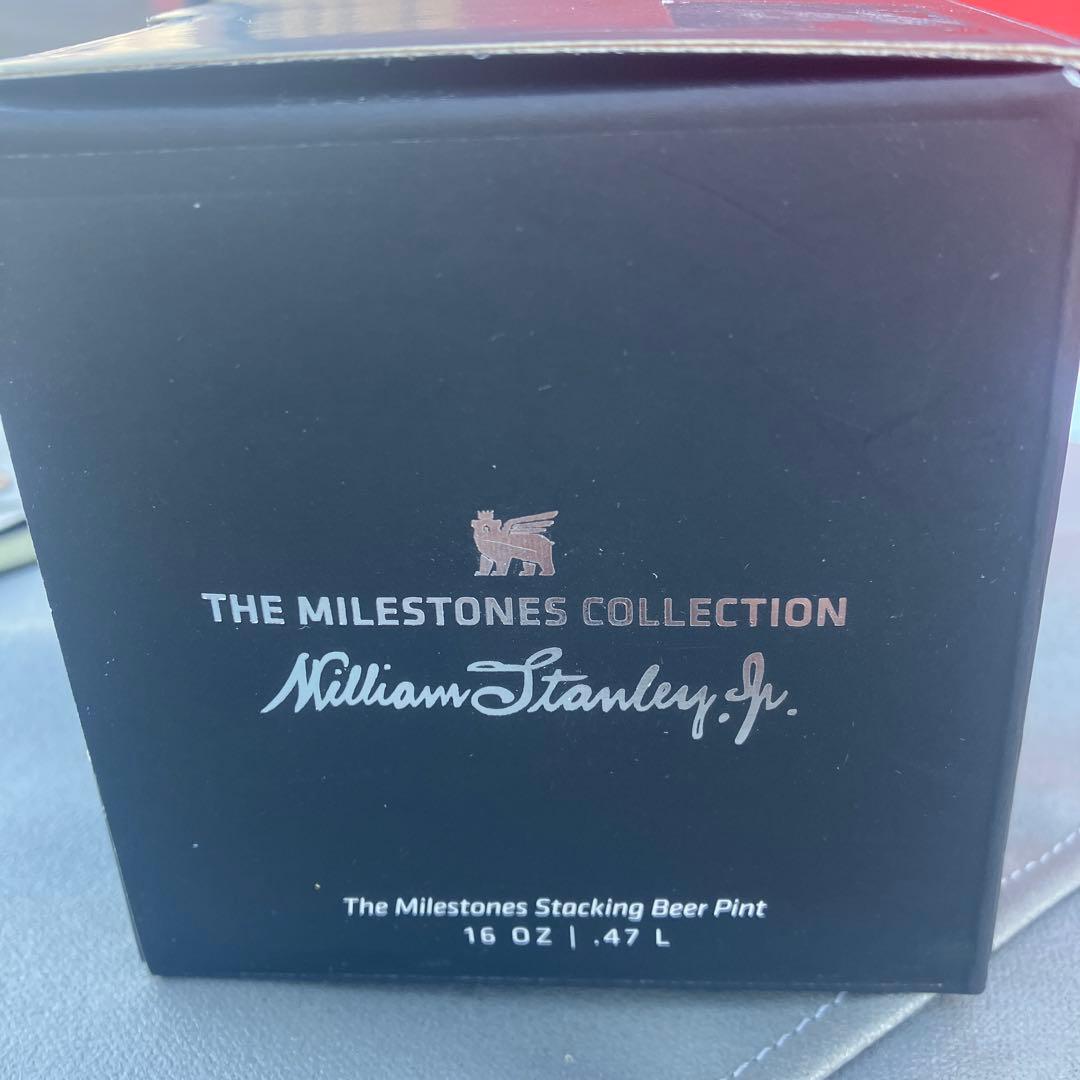 THE MILESTONES COLLECTION
William Stanley. Jr.
The Milestones Stacking Beer Pint
16 OZ | .47 L